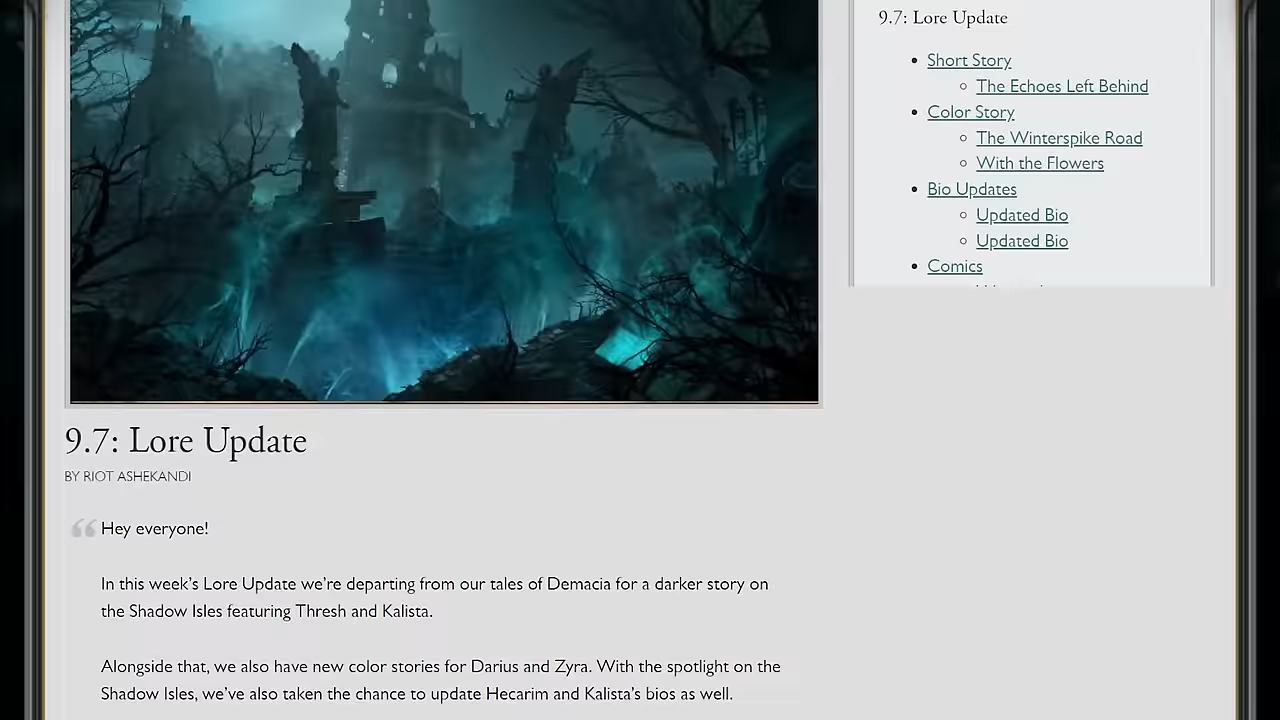 9.7: Lore Update
Short Story
The Echoes Left Behind
Color Story
The Winterspike Road
With the Flowers
Bio Updates
Updated Bio
Updated Bio
Comics
9.7: Lore Update
BY RIOT ASHEKANDI
Hey everyone!
In this week’s Lore Update we’re departing from our tales of Demacia for a darker story on
the Shadow Isles featuring Thresh and Kalista.
Alongside that, we also have new color stories for Darius and Zyra. With the spotlight on the
Shadow Isles, we’ve also taken the chance to update Hecarim and Kalista’s bios as well.